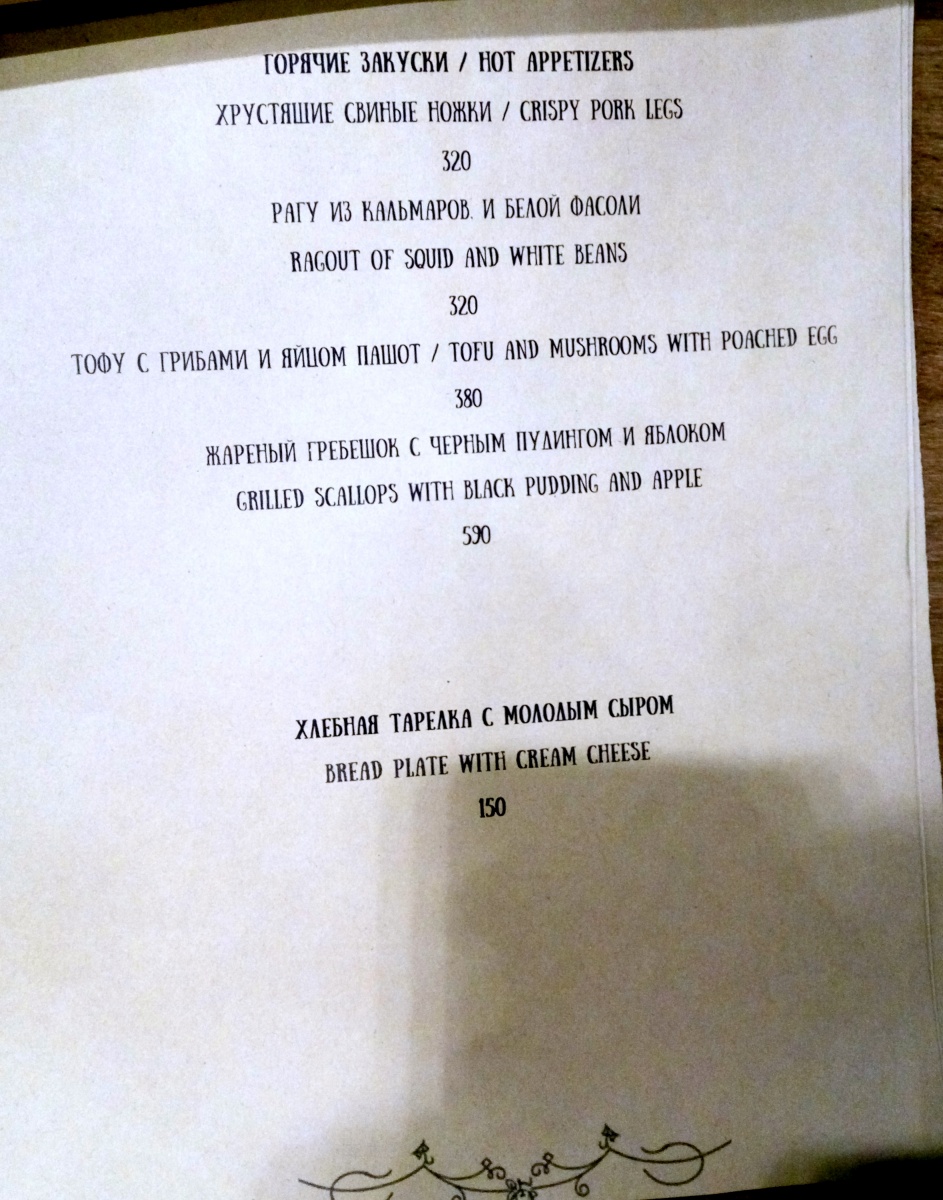 ГОРЯЧИЕ ЗАКУСКИ / HOT APPETIZERS
ХРУСТЯЩИЕ СВИНЫЕ НОЖКИ / CRISPY PORK LEGS
320
РАГУ ИЗ КАЛЬМАРОВ. И БЕЛОЙ ФАСОЛИ
RAGOUT OF SQUID AND WHITE BEANS
320
ТОФУ С ГРИБАМИ И ЯЙЦОМ ПАШОТ / TOFU AND MUSHROOMS WITH POACHED EGG
380
ЖАРЕНЫЙ ГРЕБЕШОК С ЧЕРНЫМ ПУДИНГОМ И ЯБЛОКОМ
GRILLED SCALLOPS WITH BLACK PUDDING AND APPLE
590
ХЛЕБНАЯ ТАРЕЛКА С МОЛОДЫМ СЫРОМ
BREAD PLATE WITH CREAM CHEESE
150